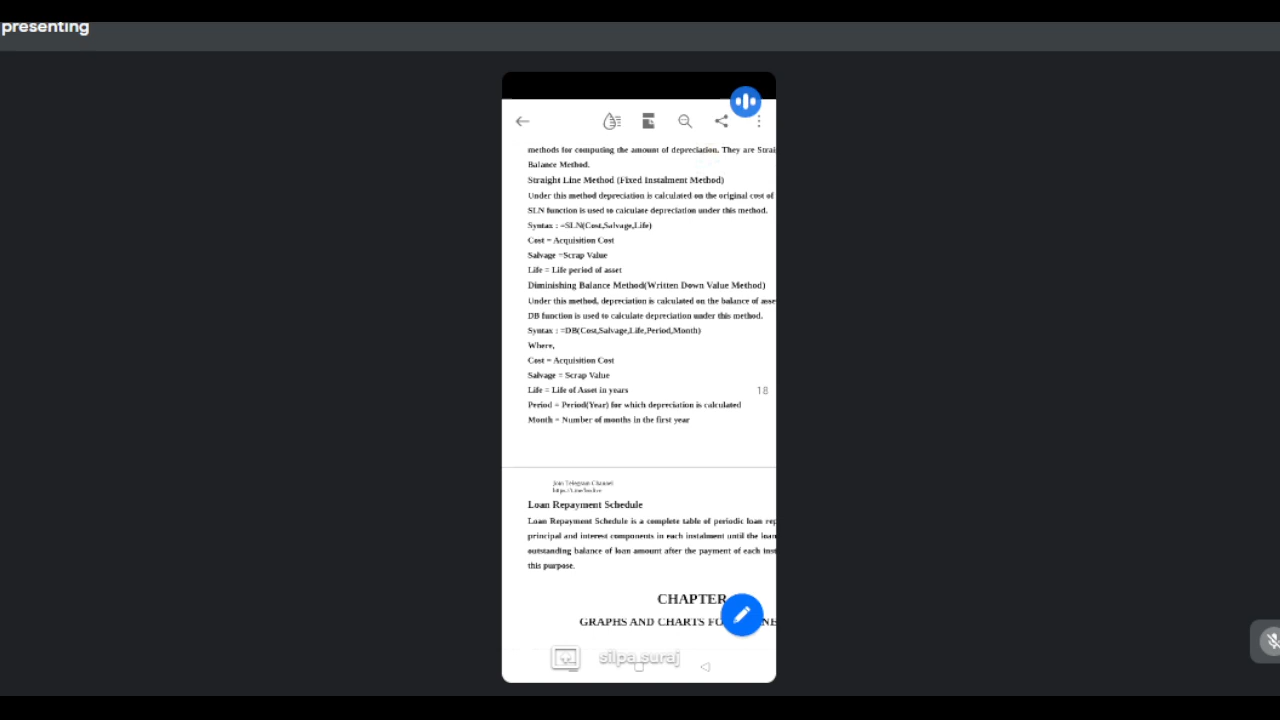 presenting
methods for computing the amount of depreciation. They are Strai
Balance Method.
Straight Line Method (Fixed Instalment Method)
Under this method depreciation is calculated on the original cost of
SLN function is used to calculate depreciation under this method.
Syntax : =SLN(Cost,Salvage,Life)
Cost = Acquisition Cost
Salvage =Scrap Value
Life = Life period of asset
Diminishing Balance Method(Written Down Value Method)
Under this method, depreciation is calculated on the balance of asse
DB function is used to calculate depreciation under this method.
Syntax : =DB(Cost,Salvage,Life,Period,Month)
Where,
Cost = Acquisition Cost
Salvage = Scrap Value
Life = Life of Asset in years
18
Period = Period(Year) for which depreciation is calculated
Month = Number of months in the first year
Join Telegram Channel
Loan Repayment Schedule
Loan Repayment Schedule is a complete table of periodic loan rep
principal and interest components in each instalment until the loan
outstanding balance of loan amount after the payment of each inst
this purpose.
CHAPTER
GRAPHS AND CHARTS FO
silpa suraj